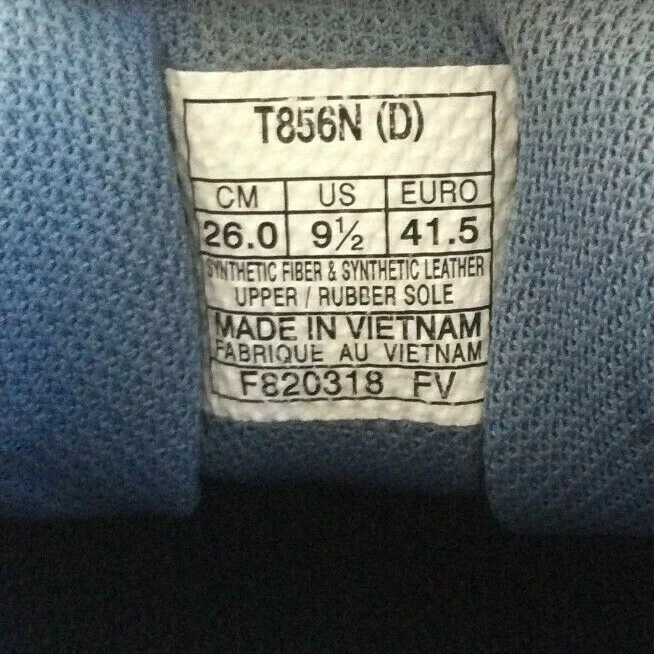 T856N (D)
CM US EURO
26.0 9½ 41.5
SYNTHETIC FIBER & SYNTHETIC LEATHER
UPPER / RUBBER SOLE
MADE IN VIETNAM
FABRIQUE AU VIETNAM
F820318 FV